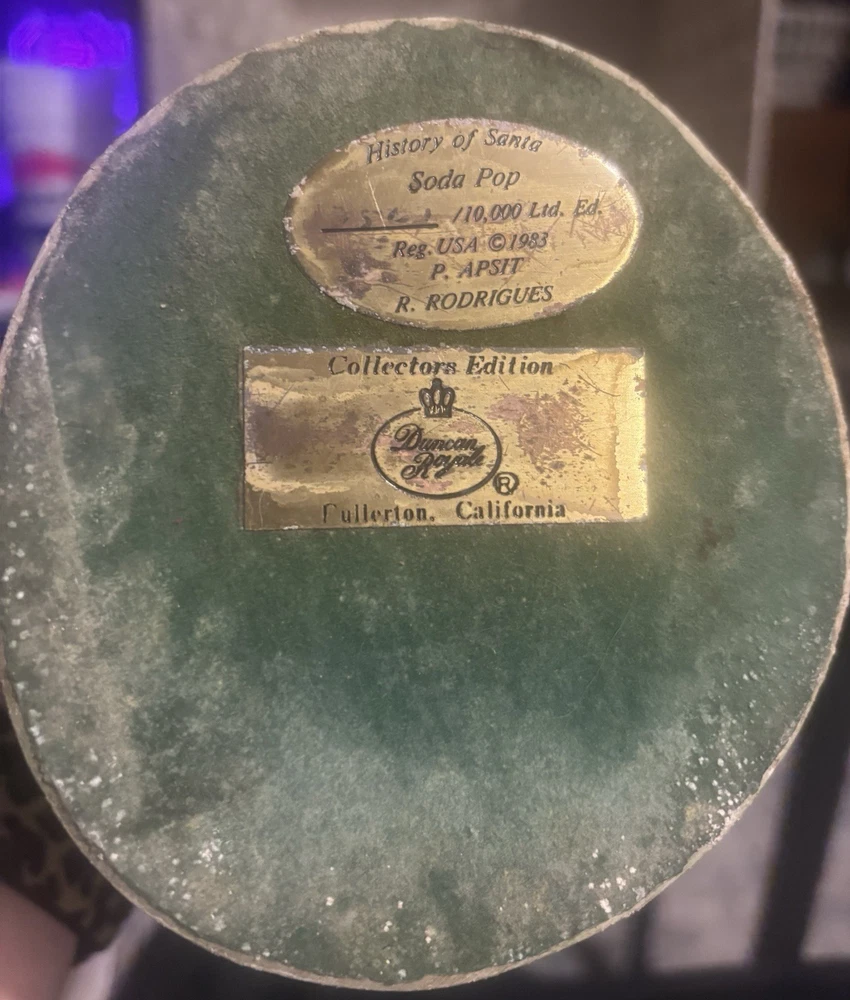 History of Santa
Soda Pop
/10,000 Ltd. Ed.
Reg. USA ©1983
P. APSIT
R. RODRIGUES
Collectors Edition
Duncan
Royale ®
Fullerton, California